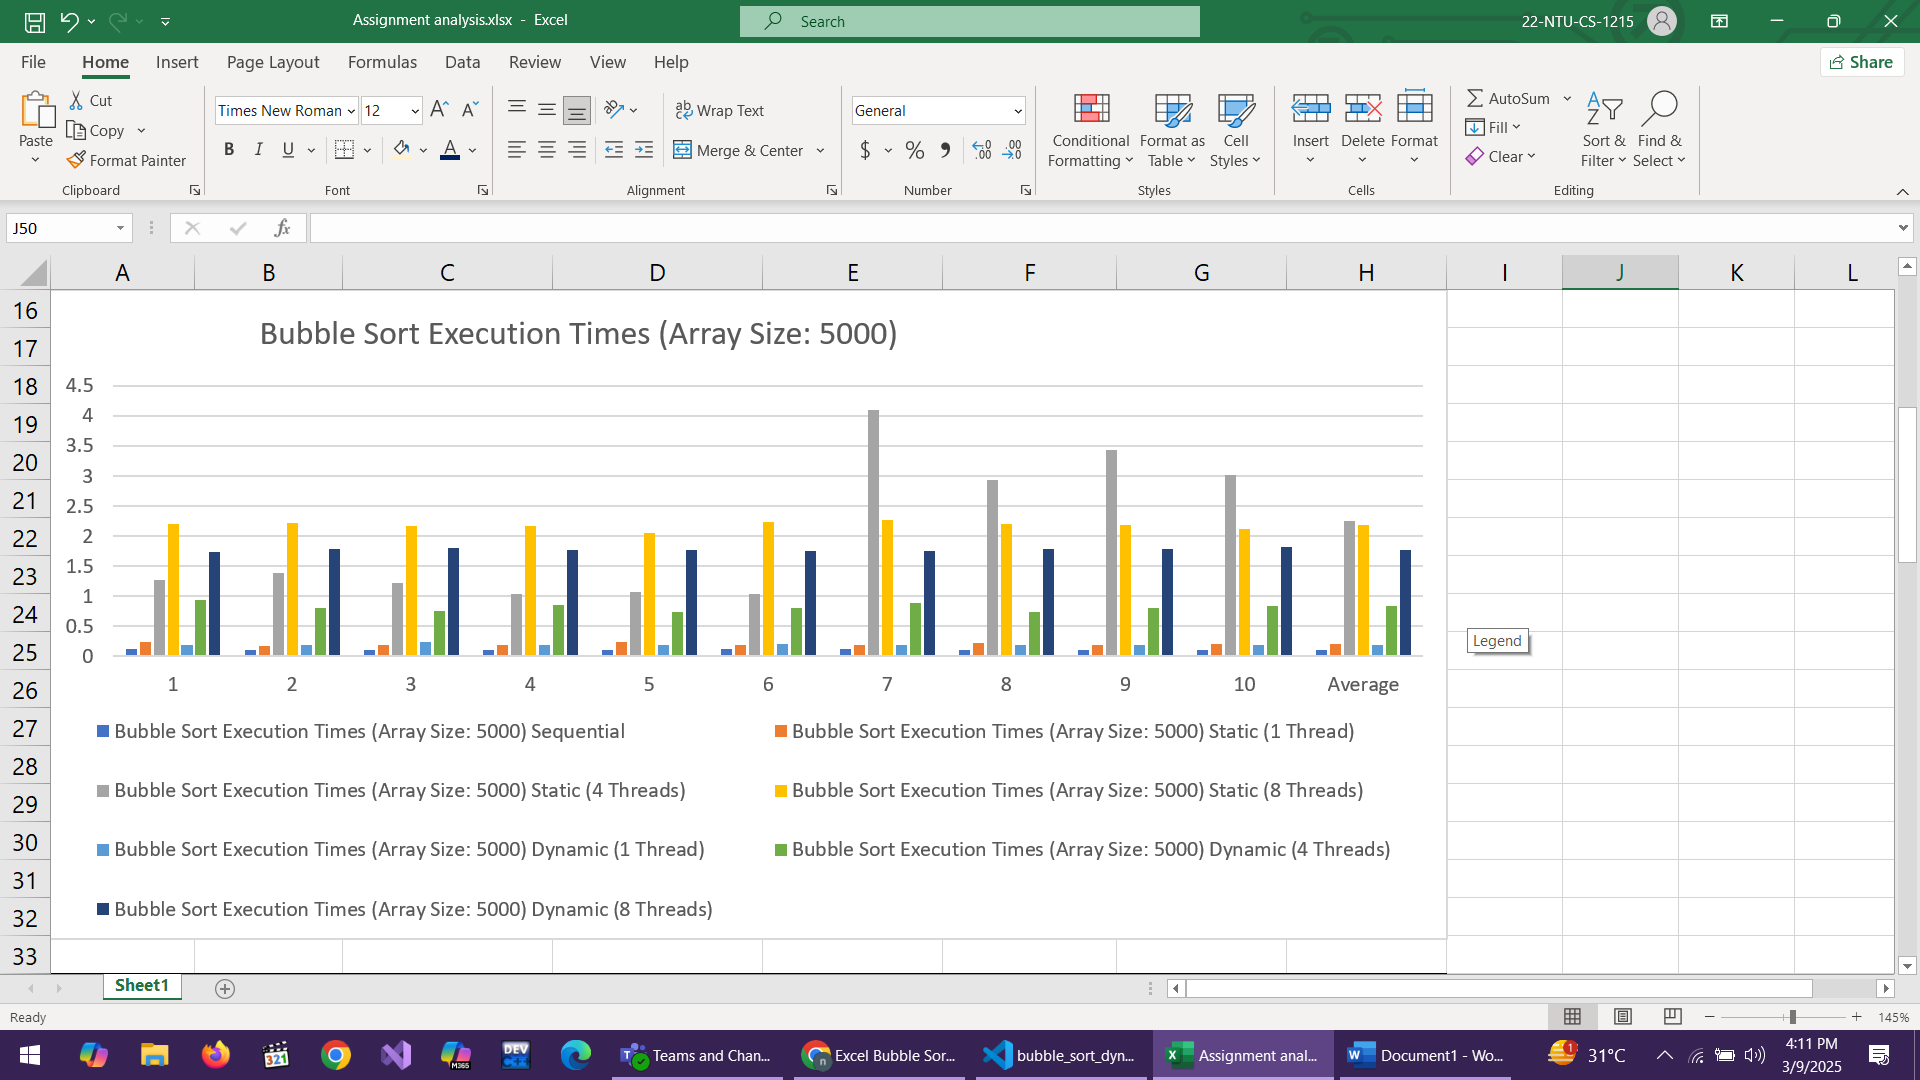 Assignment analysis.xlsx - Excel
Search
22-NTU-CS-1215
File Home Insert Page Layout Formulas Data Review View Help
Share
Paste
Cut
Copy
Format Painter
Clipboard
Times New Roman 12
B I U
Font
Wrap Text
Merge & Center
Alignment
General
$ % ,
Number
Conditional Formatting
Format as Table
Cell Styles
Styles
Insert Delete Format
Cells
AutoSum
Fill
Clear
Sort & Filter
Find & Select
Editing
J50
fx
A B C D E F G H I J K L
16
17
18
19
20
21
22
23
24
25
26
27
28
29
30
31
32
33
Bubble Sort Execution Times (Array Size: 5000)
4.5
4
3.5
3
2.5
2
1.5
1
0.5
0
1 2 3 4 5 6 7 8 9 10 Average
Legend
Bubble Sort Execution Times (Array Size: 5000) Sequential
Bubble Sort Execution Times (Array Size: 5000) Static (1 Thread)
Bubble Sort Execution Times (Array Size: 5000) Static (4 Threads)
Bubble Sort Execution Times (Array Size: 5000) Static (8 Threads)
Bubble Sort Execution Times (Array Size: 5000) Dynamic (1 Thread)
Bubble Sort Execution Times (Array Size: 5000) Dynamic (4 Threads)
Bubble Sort Execution Times (Array Size: 5000) Dynamic (8 Threads)
Sheet1
Ready
145%
Teams and Chan...
Excel Bubble Sor...
bubble_sort_dyn...
Assignment anal...
Document1 - Wo...
31°C
4:11 PM
3/9/2025